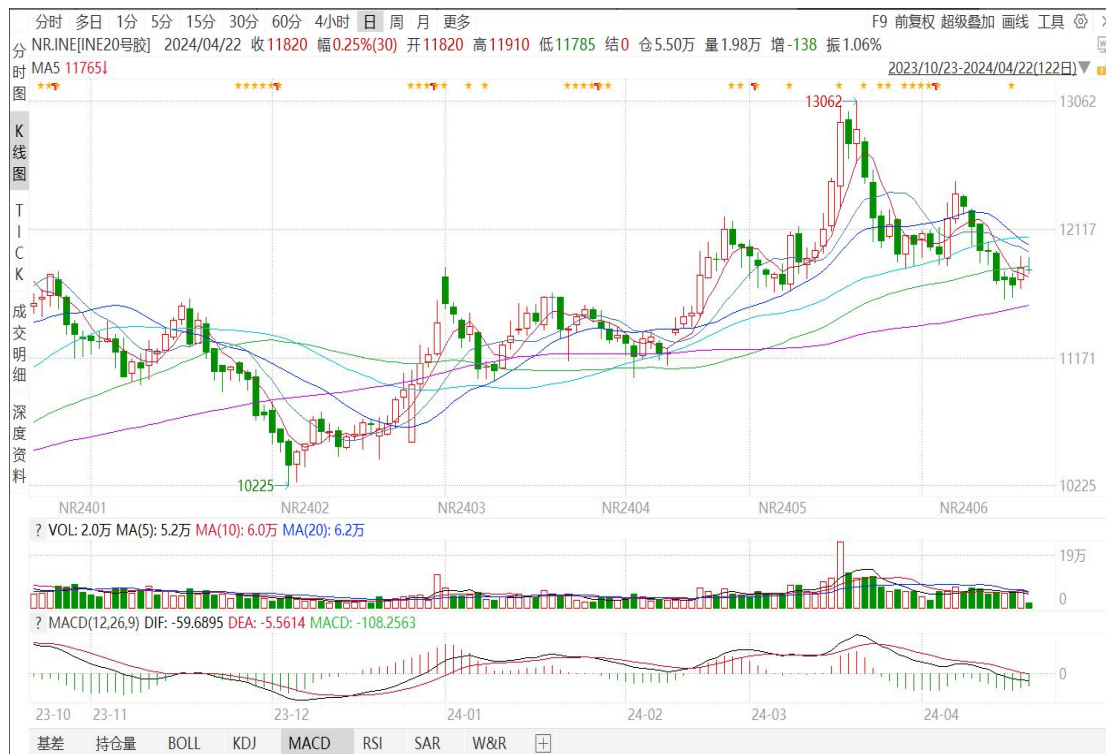 分时 多日 1分 5分 15分 30分 60分 4小时 日 周 月 更多 F9 前复权 超级叠加 画线 工具
NR.INE[INE20号胶] 2024/04/22 收11820 幅0.25%(30) 开11820 高11910 低11785 结0 仓5.50万 量1.98万 增-138 振1.06%
MA5 11765↓ 2023/10/23-2024/04/22(122日)▼
分时图
K线图
TICK
成交明细
深度资料
13062 13062
12117
11171
10225 10225
NR2401 NR2402 NR2403 NR2404 NR2405 NR2406
? VOL: 2.0万 MA(5): 5.2万 MA(10): 6.0万 MA(20): 6.2万
19万
0
? MACD(12,26,9) DIF: -59.6895 DEA: -5.5614 MACD: -108.2563
0
23-10 23-11 23-12 24-01 24-02 24-03 24-04
基差 持仓量 BOLL KDJ MACD RSI SAR W&R